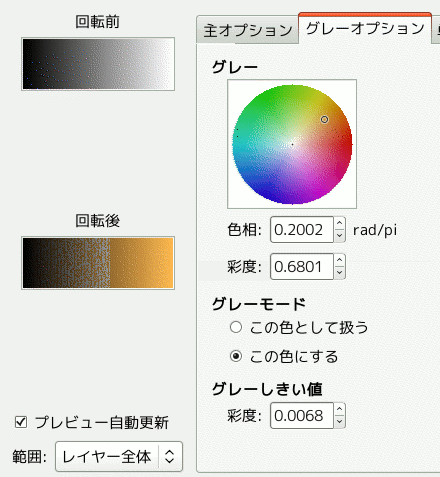 回転前
回転後
プレビュー自動更新
範囲: レイヤー全体
主オプション グレーオプション
グレー
色相: 0.2002 rad/pi
彩度: 0.6801
グレーモード
この色として扱う
この色にする
グレーしきい値
彩度: 0.0068